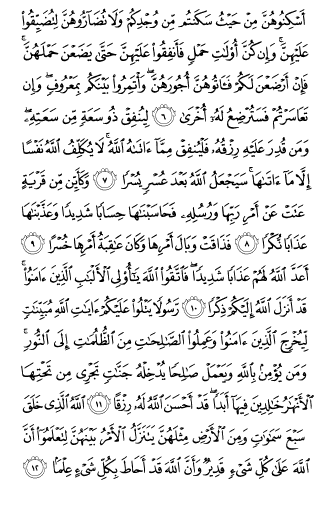 أَسْكِنُوهُنَّ مِنْ حَيْثُ سَكَنتُم مِّن وُجْدِكُمْ وَلَا تُضَارُّوهُنَّ لِتُضَيِّقُوا۟
عَلَيْهِنَّ ۚ وَإِن كُنَّ أُو۟لَـٰتِ حَمْلٍ فَأَنفِقُوا۟ عَلَيْهِنَّ حَتَّىٰ يَضَعْنَ حَمْلَهُنَّ ۚ
فَإِنْ أَرْضَعْنَ لَكُمْ فَـَٔاتُوهُنَّ أُجُورَهُنَّ ۖ وَأْتَمِرُوا۟ بَيْنَكُم بِمَعْرُوفٍ ۖ وَإِن
تَعَاسَرْتُمْ فَسَتُرْضِعُ لَهُۥٓ أُخْرَىٰ ﴿٦﴾ لِيُنفِقْ ذُو سَعَةٍ مِّن سَعَتِهِۦ ۖ
وَمَن قُدِرَ عَلَيْهِ رِزْقُهُۥ فَلْيُنفِقْ مِمَّآ ءَاتَىٰهُ ٱللَّهُ ۚ لَا يُكَلِّفُ ٱللَّهُ نَفْسًا
إِلَّا مَآ ءَاتَىٰهَا ۚ سَيَجْعَلُ ٱللَّهُ بَعْدَ عُسْرٍ يُسْرًا ﴿٧﴾ وَكَأَيِّن مِّن قَرْيَةٍ
عَتَتْ عَنْ أَمْرِ رَبِّهَا وَرُسُلِهِۦ فَحَاسَبْنَـٰهَا حِسَابًا شَدِيدًا وَعَذَّبْنَـٰهَا
عَذَابًا نُّكْرًا ﴿٨﴾ فَذَاقَتْ وَبَالَ أَمْرِهَا وَكَانَ عَـٰقِبَةُ أَمْرِهَا خُسْرًا ﴿٩﴾
أَعَدَّ ٱللَّهُ لَهُمْ عَذَابًا شَدِيدًا ۖ فَٱتَّقُوا۟ ٱللَّهَ يَـٰٓأُو۟لِى ٱلْأَلْبَـٰبِ ٱلَّذِينَ ءَامَنُوا۟ ۚ
قَدْ أَنزَلَ ٱللَّهُ إِلَيْكُمْ ذِكْرًا ﴿١٠﴾ رَّسُولًا يَتْلُوا۟ عَلَيْكُمْ ءَايَـٰتِ ٱللَّهِ مُبَيِّنَـٰتٍ
لِّيُخْرِجَ ٱلَّذِينَ ءَامَنُوا۟ وَعَمِلُوا۟ ٱلصَّـٰلِحَـٰتِ مِنَ ٱلظُّلُمَـٰتِ إِلَى ٱلنُّورِ ۚ
وَمَن يُؤْمِنۢ بِٱللَّهِ وَيَعْمَلْ صَـٰلِحًا يُدْخِلْهُ جَنَّـٰتٍ تَجْرِى مِن تَحْتِهَا
ٱلْأَنْهَـٰرُ خَـٰلِدِينَ فِيهَآ أَبَدًا ۖ قَدْ أَحْسَنَ ٱللَّهُ لَهُۥ رِزْقًا ﴿١١﴾ ٱللَّهُ ٱلَّذِى خَلَقَ
سَبْعَ سَمَـٰوَٰتٍ وَمِنَ ٱلْأَرْضِ مِثْلَهُنَّ يَتَنَزَّلُ ٱلْأَمْرُ بَيْنَهُنَّ لِتَعْلَمُوٓا۟ أَنَّ
ٱللَّهَ عَلَىٰ كُلِّ شَىْءٍ قَدِيرٌ وَأَنَّ ٱللَّهَ قَدْ أَحَاطَ بِكُلِّ شَىْءٍ عِلْمًۢا ﴿١٢﴾